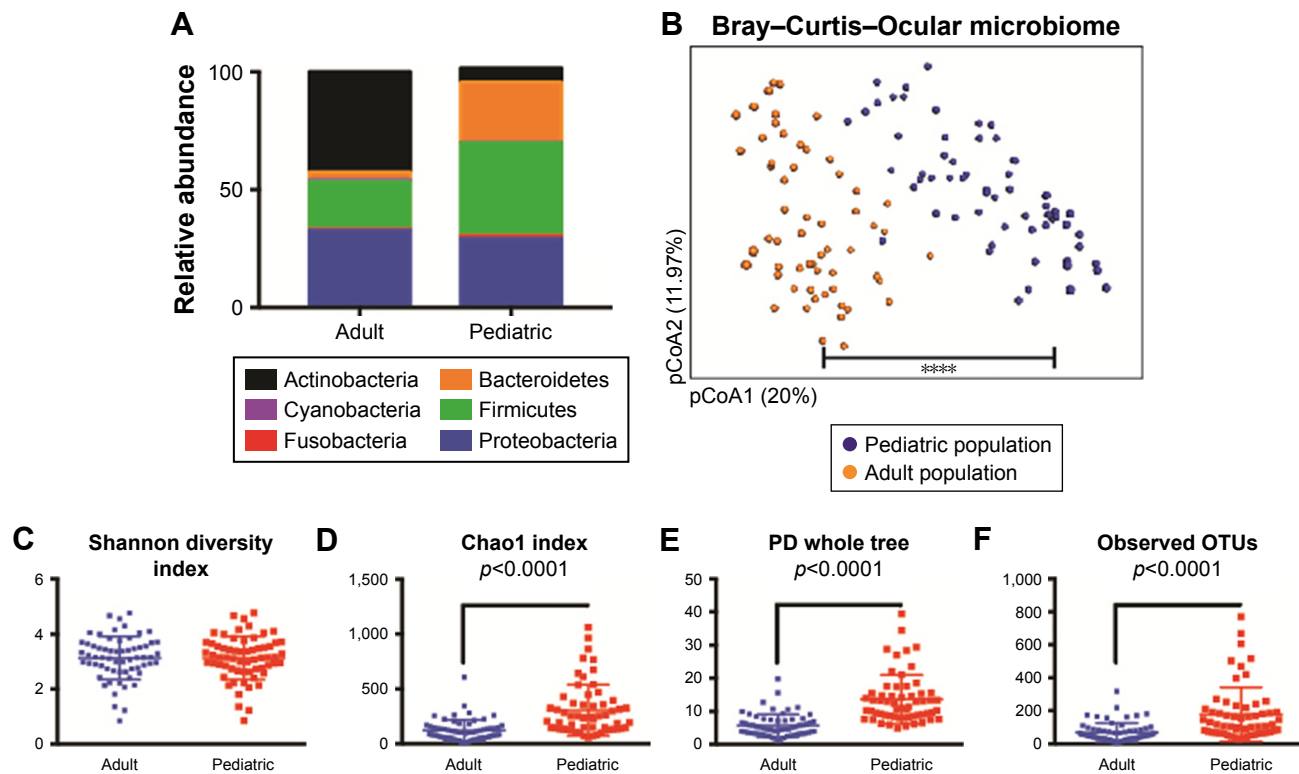 A
Relative abundance
100
50
0
Adult
Pediatric
Actinobacteria
Bacteroidetes
Cyanobacteria
Firmicutes
Fusobacteria
Proteobacteria
B
Bray–Curtis–Ocular microbiome
pCoA2 (11.97%)
****
pCoA1 (20%)
Pediatric population
Adult population
C
Shannon diversity
index
6
4
2
0
Adult
Pediatric
D
Chao1 index
p<0.0001
1,500
1,000
500
0
Adult
Pediatric
E
PD whole tree
p<0.0001
50
40
30
20
10
0
Adult
Pediatric
F
Observed OTUs
p<0.0001
1,000
800
600
400
200
0
Adult
Pediatric